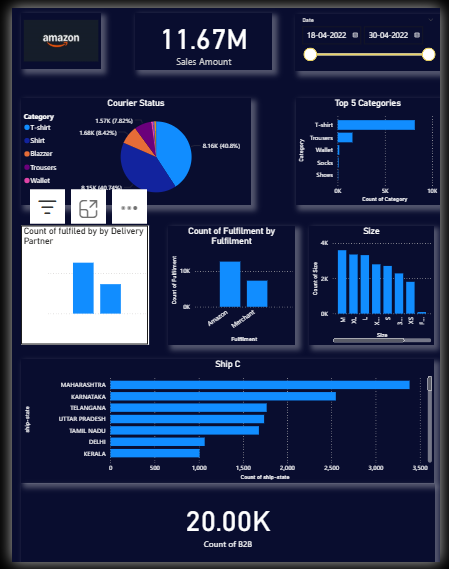 amazon
11.67M
Sales Amount
Date
18-04-2022
30-04-2022
Courier Status
Category
T-shirt
Shirt
Blazzer
Trousers
Wallet
1.57K (7.82%)
1.68K (8.42%)
8.16K (40.8%)
8.15K (40.74%)
Top 5 Categories
Category
T-shirt
Trousers
Wallet
Socks
Shoes
0K
5K
10K
Count of Category
Count of fulfiled by by Delivery
Partner
Count of Fulfilment by
Fulfilment
Count of Fulfilment
10K
0K
Amazon
Merchant
Fulfilment
Size
Count of Size
4K
2K
0K
M
XL
L
X...
S
3...
XS
F...
Size
Ship C
ship-state
MAHARASHTRA
KARNATAKA
TELANGANA
UTTAR PRADESH
TAMIL NADU
DELHI
KERALA
0
500
1,000
1,500
2,000
2,500
3,000
3,500
Count of ship-state
20.00K
Count of B2B